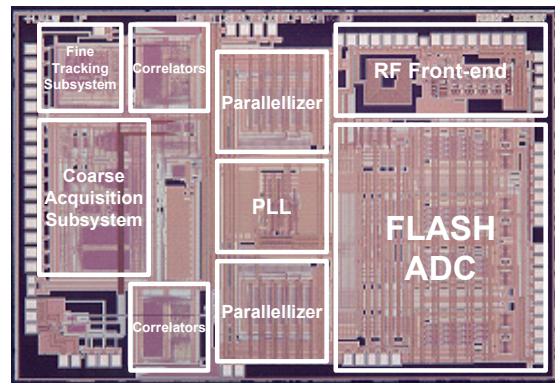 Fine
Tracking
Subsystem
Correlators
Parallellizer
RF Front-end
Coarse
Acquisition
Subsystem
PLL
FLASH
ADC
Correlators
Parallellizer